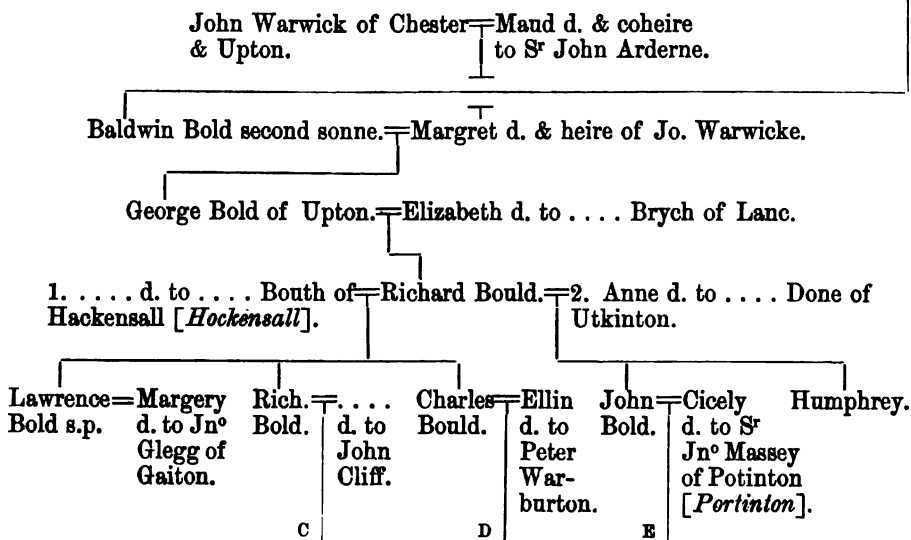 John Warwick of Chester=Maud d. & coheire
& Upton. to Sʳ John Arderne.
Baldwin Bold second sonne.=Margret d. & heire of Jo. Warwicke.
George Bold of Upton.=Elizabeth d. to . . . . Brych of Lanc.
1. . . . . . d. to . . . . Bouth of=Richard Bould.=2. Anne d. to . . . . Done of
Hackensall [Hockensall]. Utkinton.
Lawrence=Margery Rich.=. . . . Charles=Ellin John=Cicely Humphrey.
Bold s.p. d. to Jnº Bold. d. to Bould. d. to Bold. d. to Sʳ
Glegg of John Peter Jnº Massey
Gaiton. Cliff. War- of Potinton
burton. [Portinton].
C D E